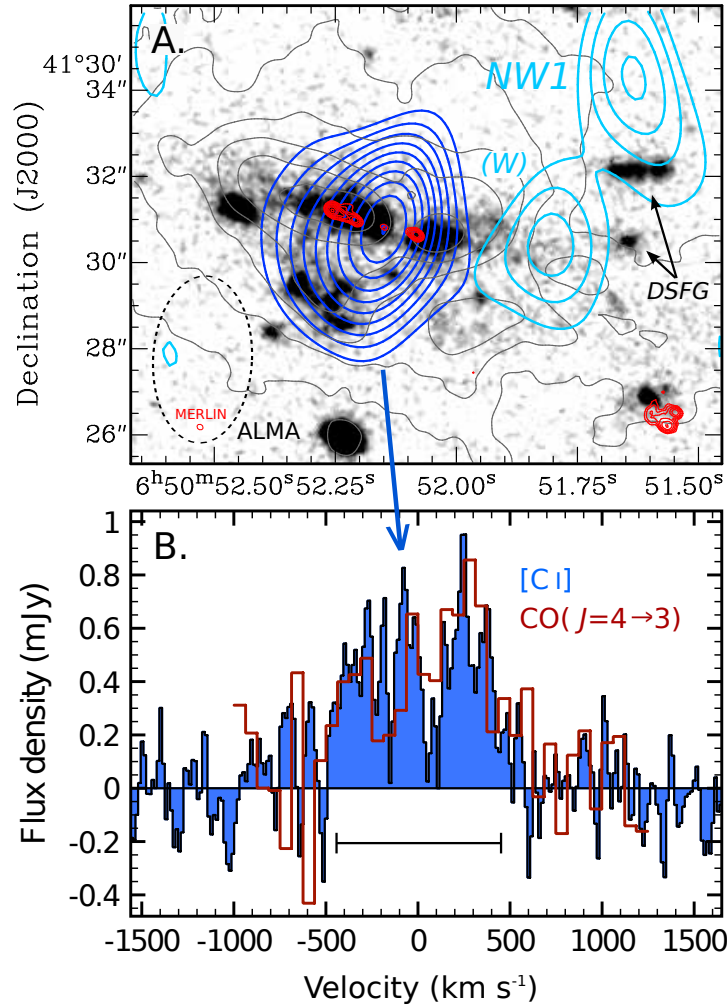 A.
41°30′
34″
32″
30″
28″
26″
Declination (J2000)
NW1
(W)
DSFG
MERLIN
ALMA
6ʰ50ᵐ52.50ˢ 52.25ˢ 52.00ˢ 51.75ˢ 51.50ˢ
B.
[C I]
CO(J=4→3)
1
0.8
0.6
0.4
0.2
0
-0.2
-0.4
Flux density (mJy)
-1500 -1000 -500 0 500 1000 1500
Velocity (km s⁻¹)